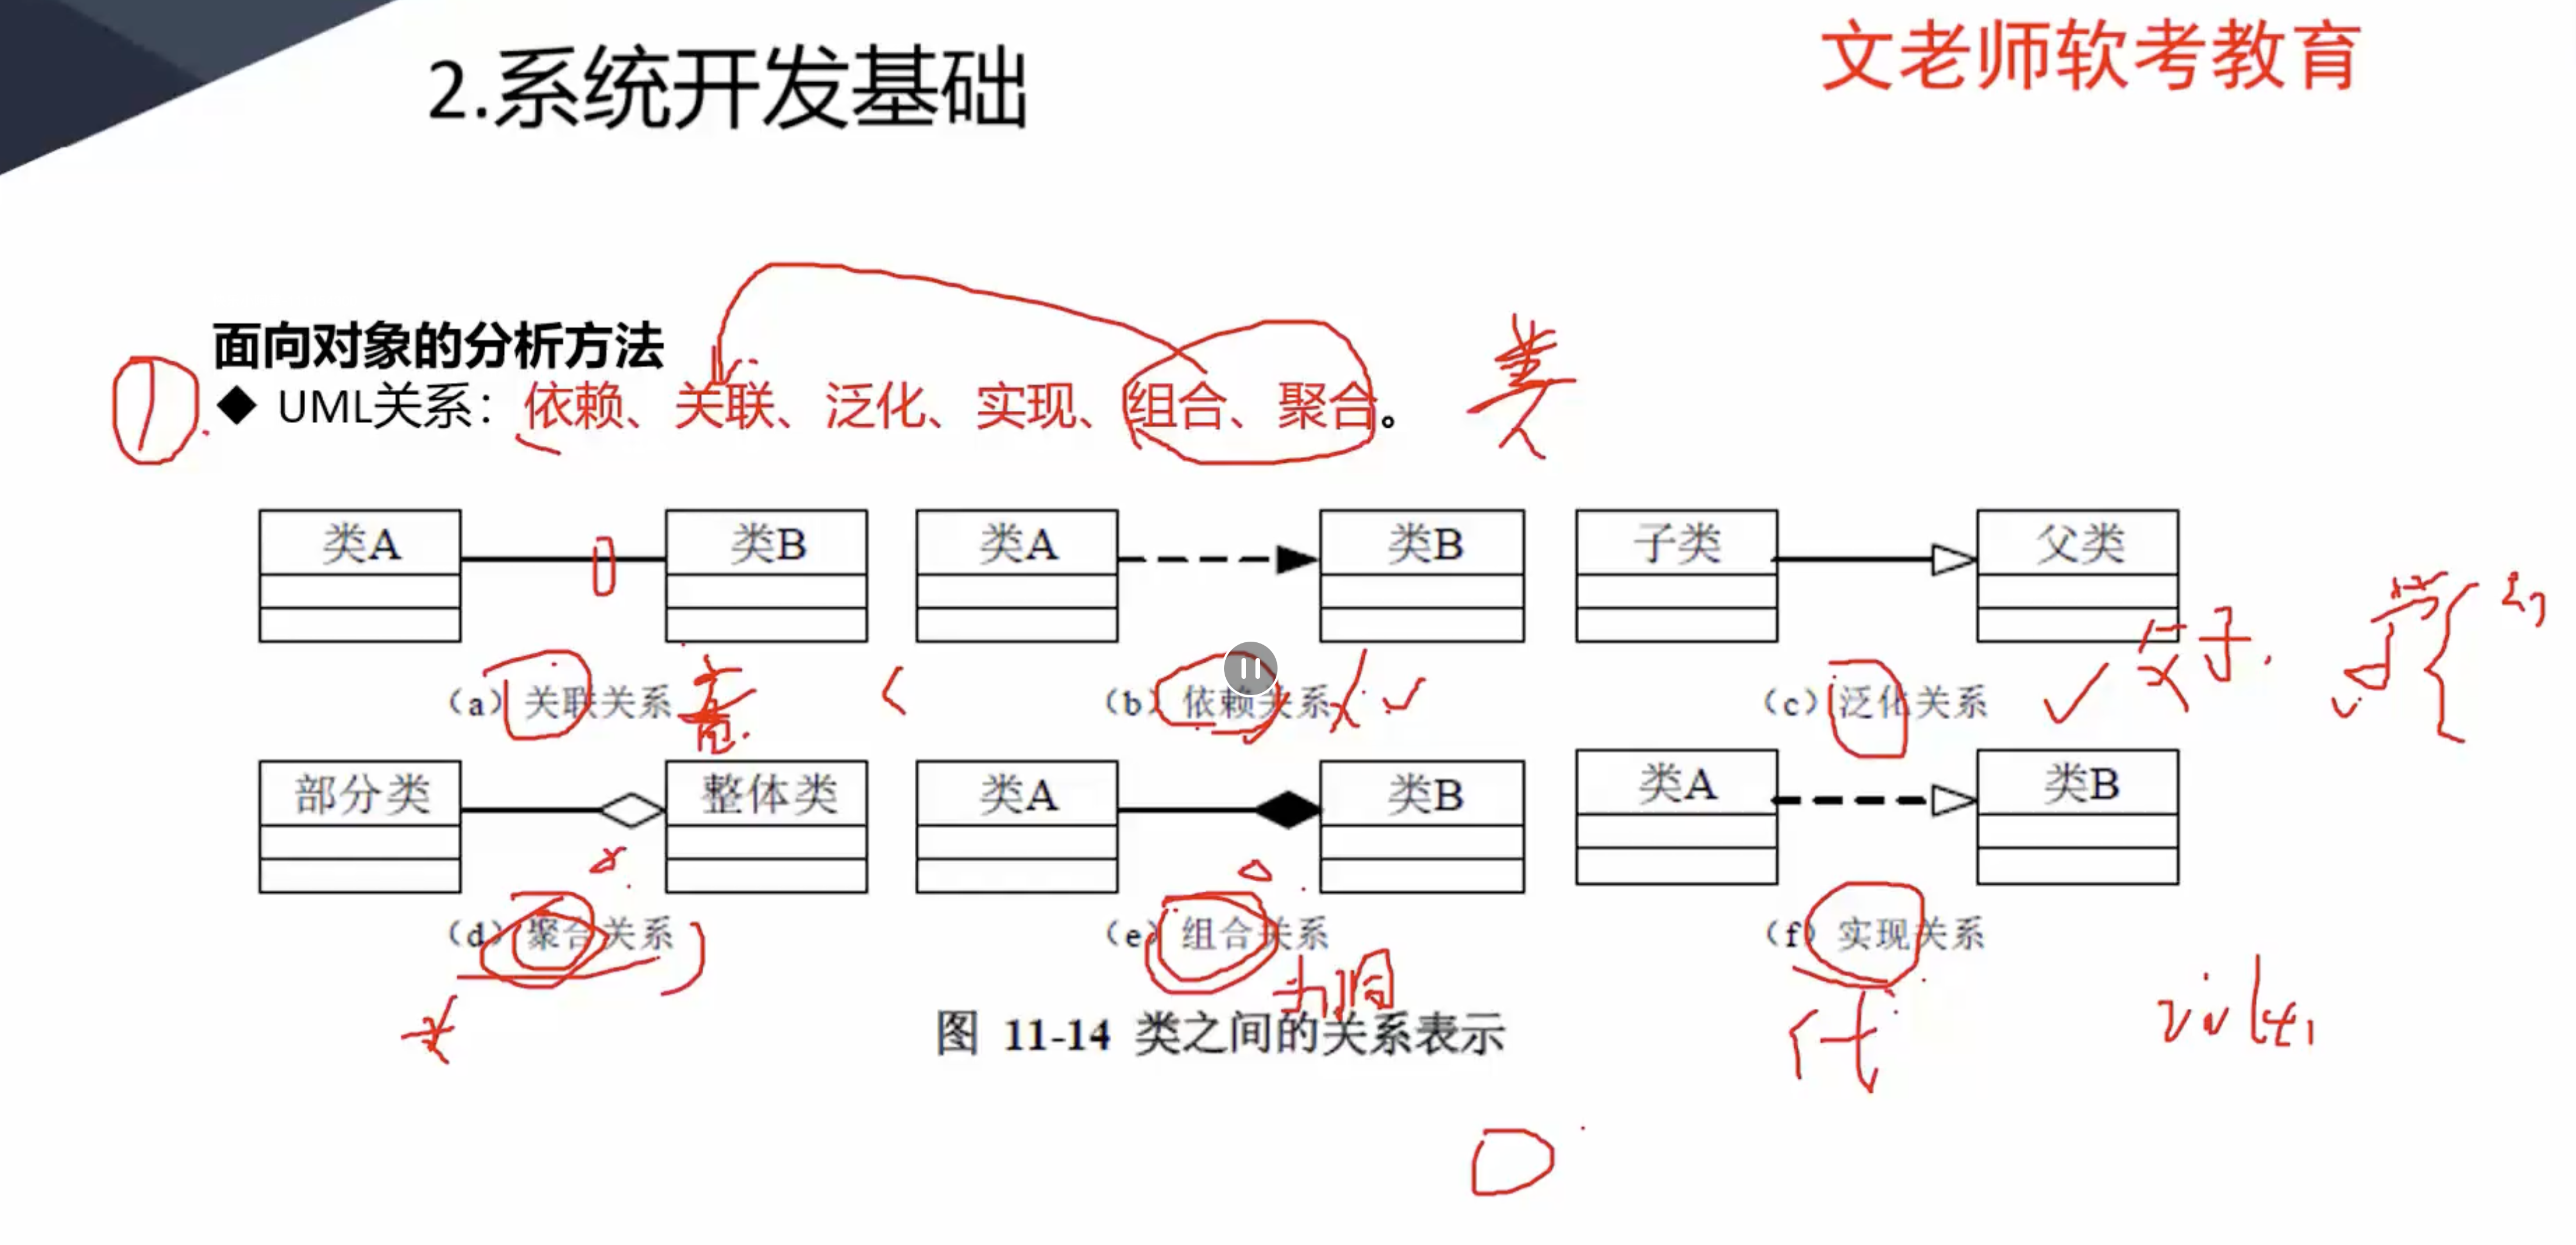 2.系统开发基础
文老师软考教育
面向对象的分析方法
◆ UML关系：依赖、关联、泛化、实现、组合、聚合。
类
类A 类B 类A 类B 子类 父类
（a）关联关系 （b）依赖关系 （c）泛化关系
父子
部分类 整体类 类A 类B 类A 类B
（d）聚合关系 （e）组合关系 （f）实现关系
图 11-14 类之间的关系表示